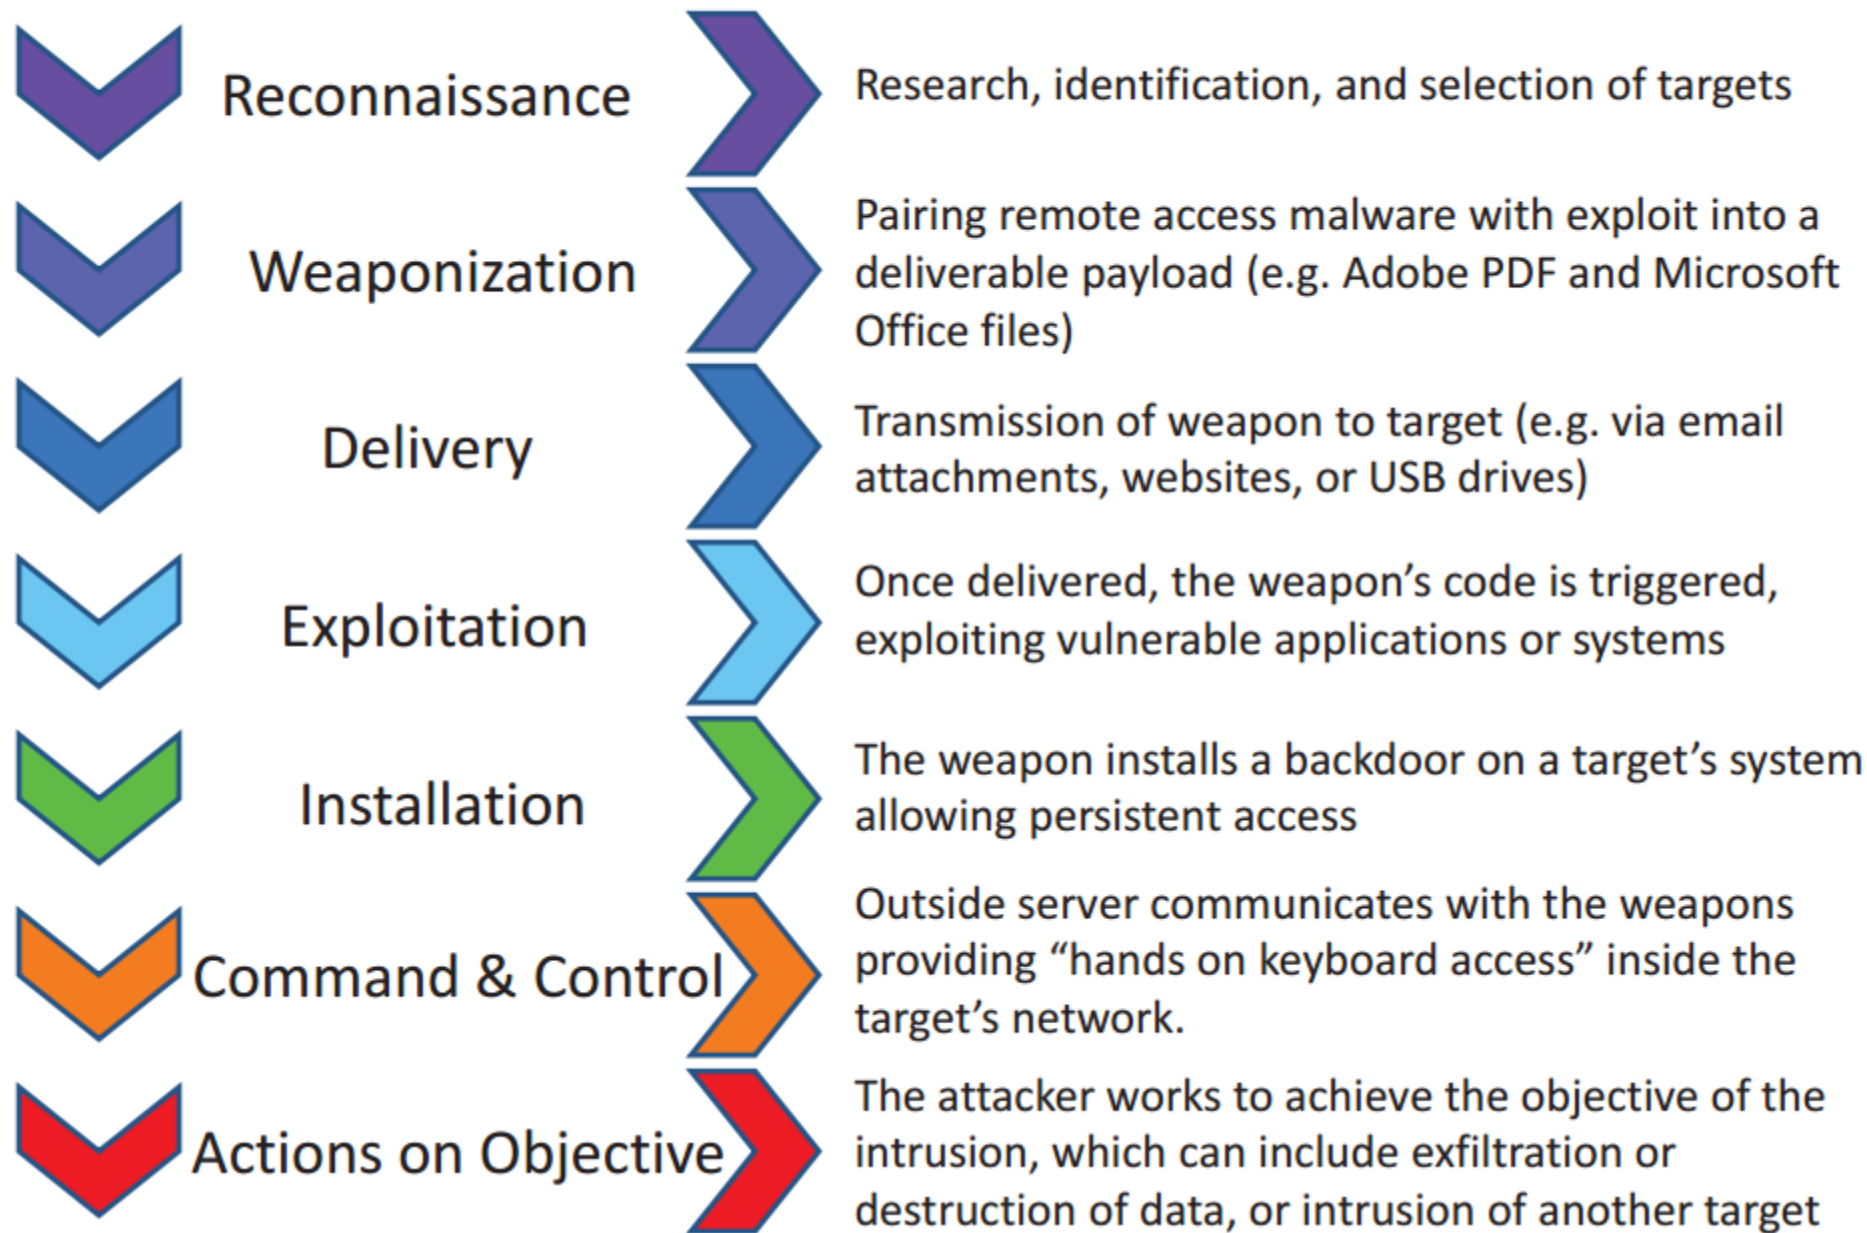 Reconnaissance
Research, identification, and selection of targets
Weaponization
Pairing remote access malware with exploit into a
deliverable payload (e.g. Adobe PDF and Microsoft
Office files)
Delivery
Transmission of weapon to target (e.g. via email
attachments, websites, or USB drives)
Exploitation
Once delivered, the weapon’s code is triggered,
exploiting vulnerable applications or systems
Installation
The weapon installs a backdoor on a target’s system
allowing persistent access
Command & Control
Outside server communicates with the weapons
providing “hands on keyboard access” inside the
target’s network.
Actions on Objective
The attacker works to achieve the objective of the
intrusion, which can include exfiltration or
destruction of data, or intrusion of another target